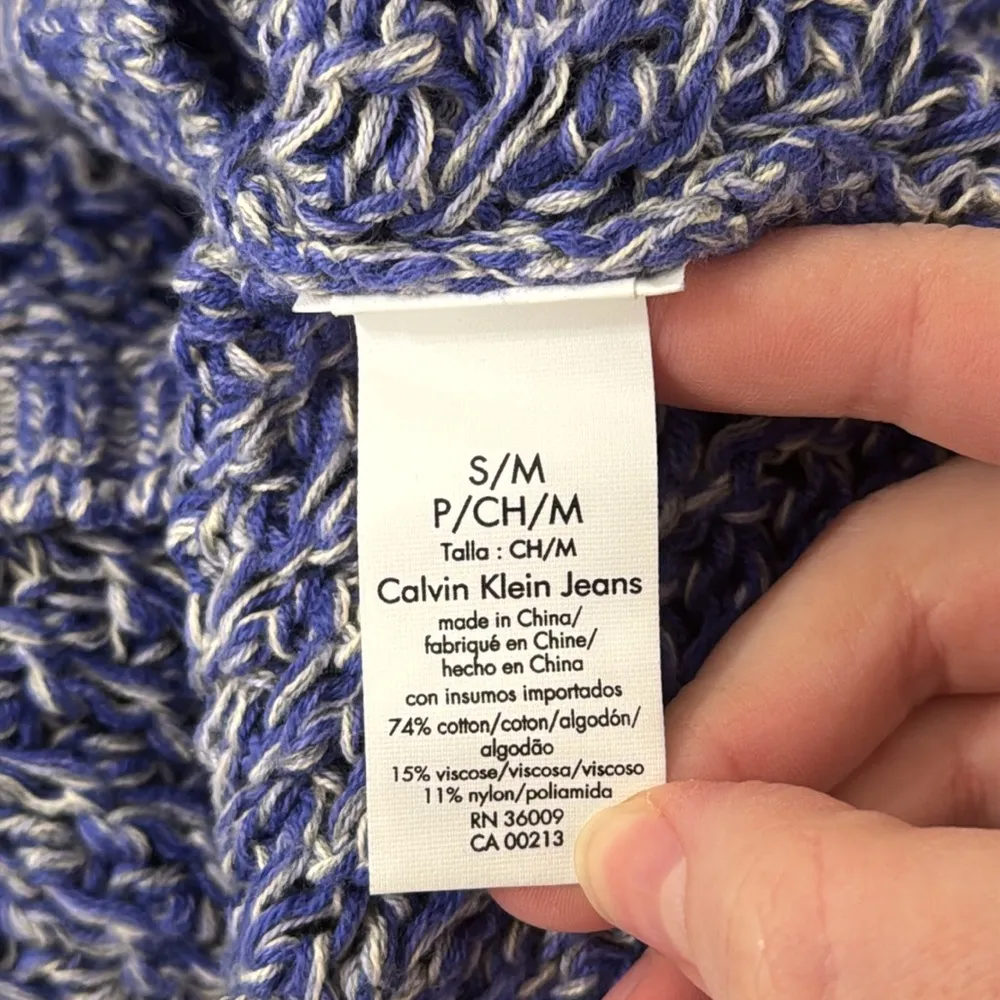 S/M
P/CH/M
Talla : CH/M
Calvin Klein Jeans
made in China/
fabriqué en Chine/
hecho en China
con insumos importados
74% cotton/coton/algodón/
algodão
15% viscose/viscosa/viscoso
11% nylon/poliamida
RN 36009
CA 00213